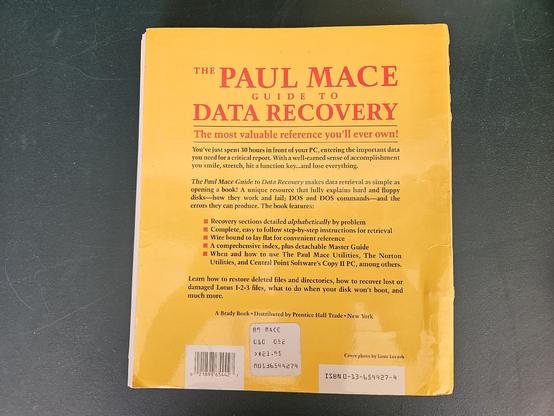 THE PAUL MACE
GUIDE TO
DATA RECOVERY
The most valuable reference you'll ever own!
You've just spent 30 hours in front of your PC, entering the important data
you need for a critical report. With a well-earned sense of accomplishment
you smile, stretch, hit a function key...and lose everything.
The Paul Mace Guide to Data Recovery makes data retrieval as simple as
opening a book! A unique resource that fully explains hard and floppy
disks—how they work and fail; DOS and DOS commands—and the
errors they can produce. The book features:
■ Recovery sections detailed alphabetically by problem
■ Complete, easy to follow step-by-step instructions for retrieval
■ Wire bound to lay flat for convenient reference
■ A comprehensive index, plus detachable Master Guide
■ When and how to use The Paul Mace Utilities, The Norton
Utilities, and Central Point Software's Copy II PC, among others.
Learn how to restore deleted files and directories, how to recover lost or
damaged Lotus 1-2-3 files, what to do when your disk won't boot, and
much more.
A Brady Book • Distributed by Prentice Hall Trade • New York
MACE
010 032
$23.95
Cover photo by
ISBN 0-13-654427-4